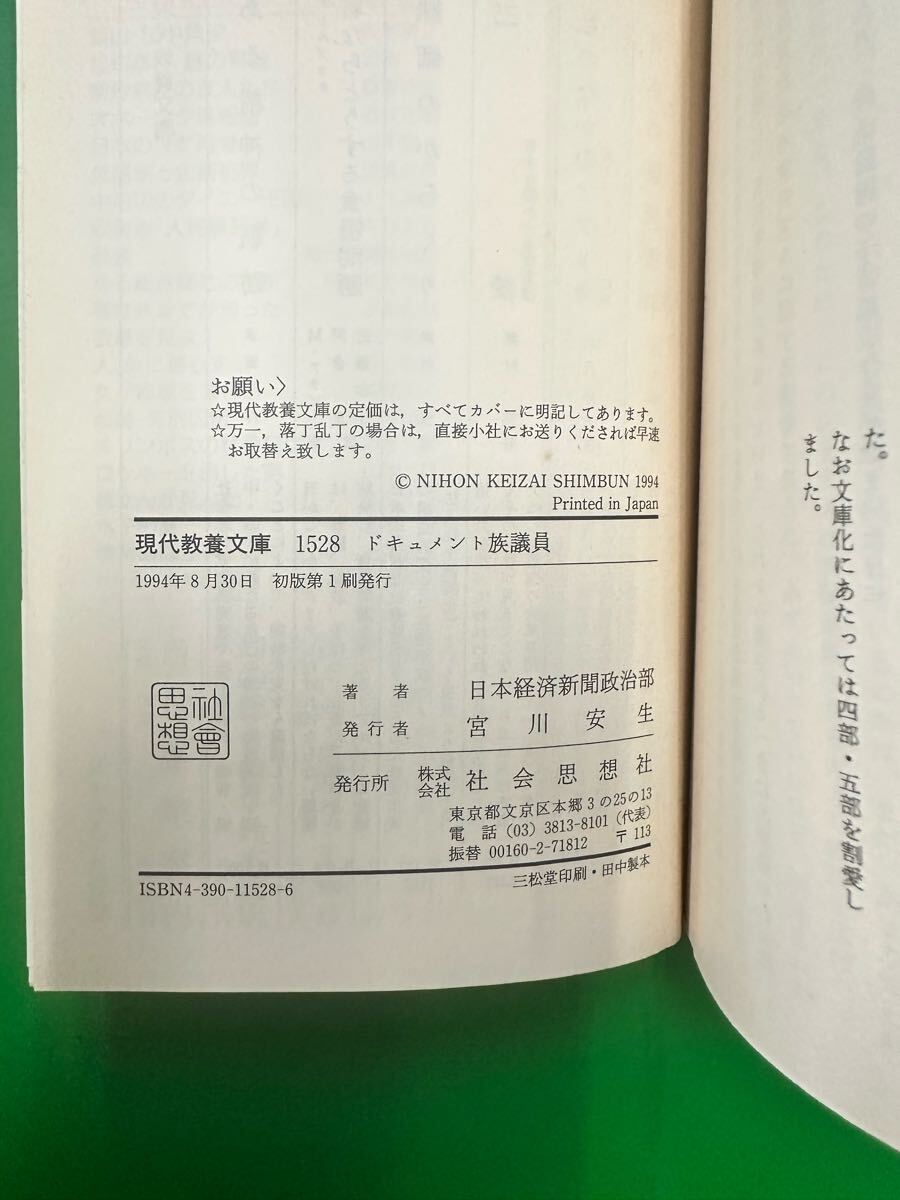 た。
なお文庫化にあたっては四部・五部を割愛し
ました。
お願い〉
☆現代教養文庫の定価は，すべてカバーに明記してあります。
☆万一，落丁乱丁の場合は，直接小社にお送りくだされば早速
お取替え致します。
© NIHON KEIZAI SHIMBUN 1994
Printed in Japan
現代教養文庫 1528 ドキュメント族議員
1994年8月30日 初版第1刷発行
社會
思想
著者 日本経済新聞政治部
発行者 宮川安生
発行所 株式会社 社会思想社
東京都文京区本郷3の25の13
電話 (03) 3813-8101 (代表)
振替 00160-2-71812 〒113
ISBN4-390-11528-6
三松堂印刷・田中製本